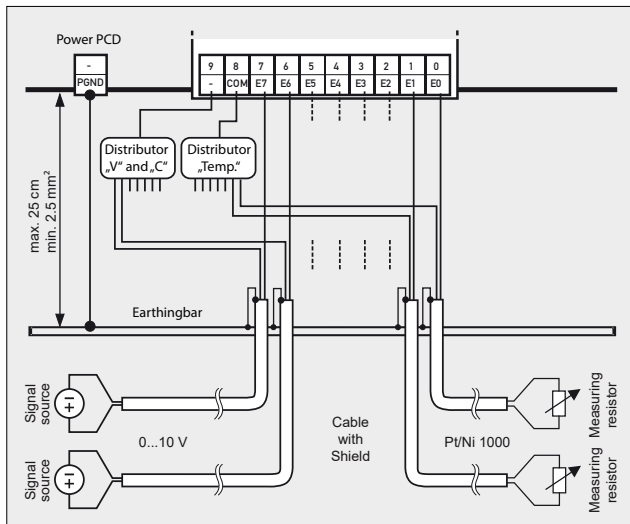 Power PCD
-
PGND
9 8 7 6 5 4 3 2 1 0
- COM E7 E6 E5 E4 E3 E2 E1 E0
Distributor
„V“ and „C“
Distributor
„Temp.“
max. 25 cm
min. 2.5 mm²
Earthingbar
Signal
source
0...10 V
Cable
with
Shield
Pt/Ni 1000
Measuring
resistor
Signal
source
Measuring
resistor